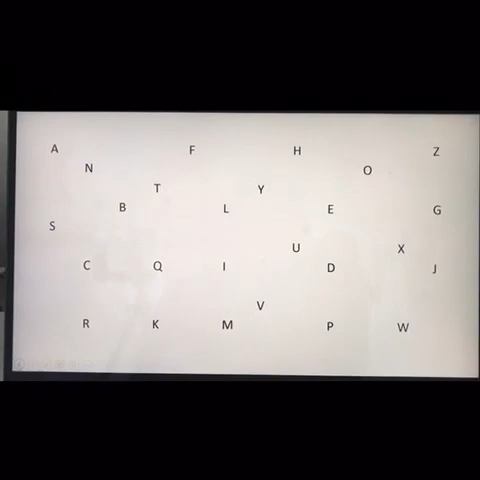 A F H Z
N O
T Y
B L E G
S
U X
C Q I D J
V
R K M P W